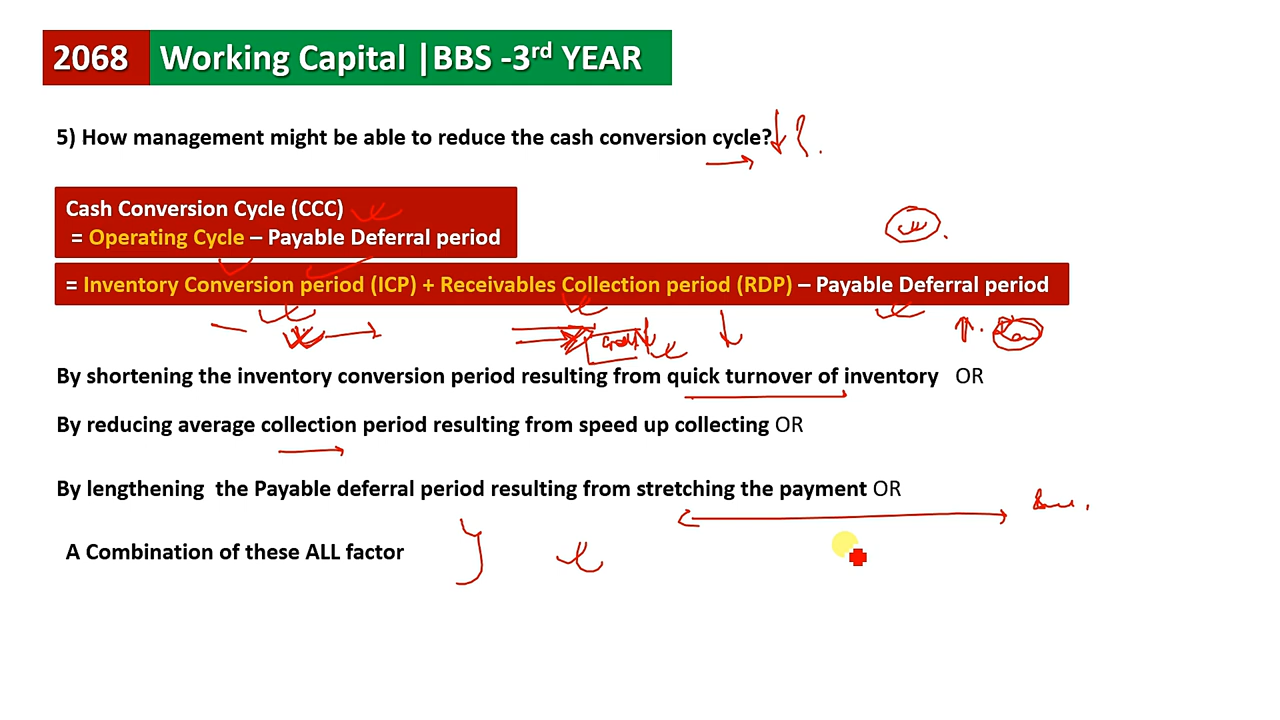 2068 Working Capital |BBS -3rd YEAR
5) How management might be able to reduce the cash conversion cycle?
Cash Conversion Cycle (CCC)
= Operating Cycle – Payable Deferral period
= Inventory Conversion period (ICP) + Receivables Collection period (RDP) – Payable Deferral period
By shortening the inventory conversion period resulting from quick turnover of inventory OR
By reducing average collection period resulting from speed up collecting OR
By lengthening the Payable deferral period resulting from stretching the payment OR
A Combination of these ALL factor